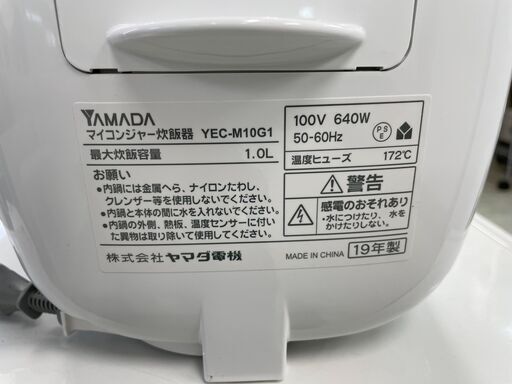 YAMADA
マイコンジャー炊飯器 YEC-M10G1
最大炊飯容量 1.0L
お願い
•内鍋には金属へら、ナイロンたわし、
クレンザー等を使用しないでください。
•内鍋と本体の間に水を入れないでください。
•内鍋の外側、熱板、温度センサーに付い
た異物は取り除いて使用してください。
株式会社 ヤマダ電機
100V 640W
50-60Hz
PSE
温度ヒューズ 172℃
警告
感電のおそれあり
•水につけたり、水を
かけたりしない。
MADE IN CHINA 19年製